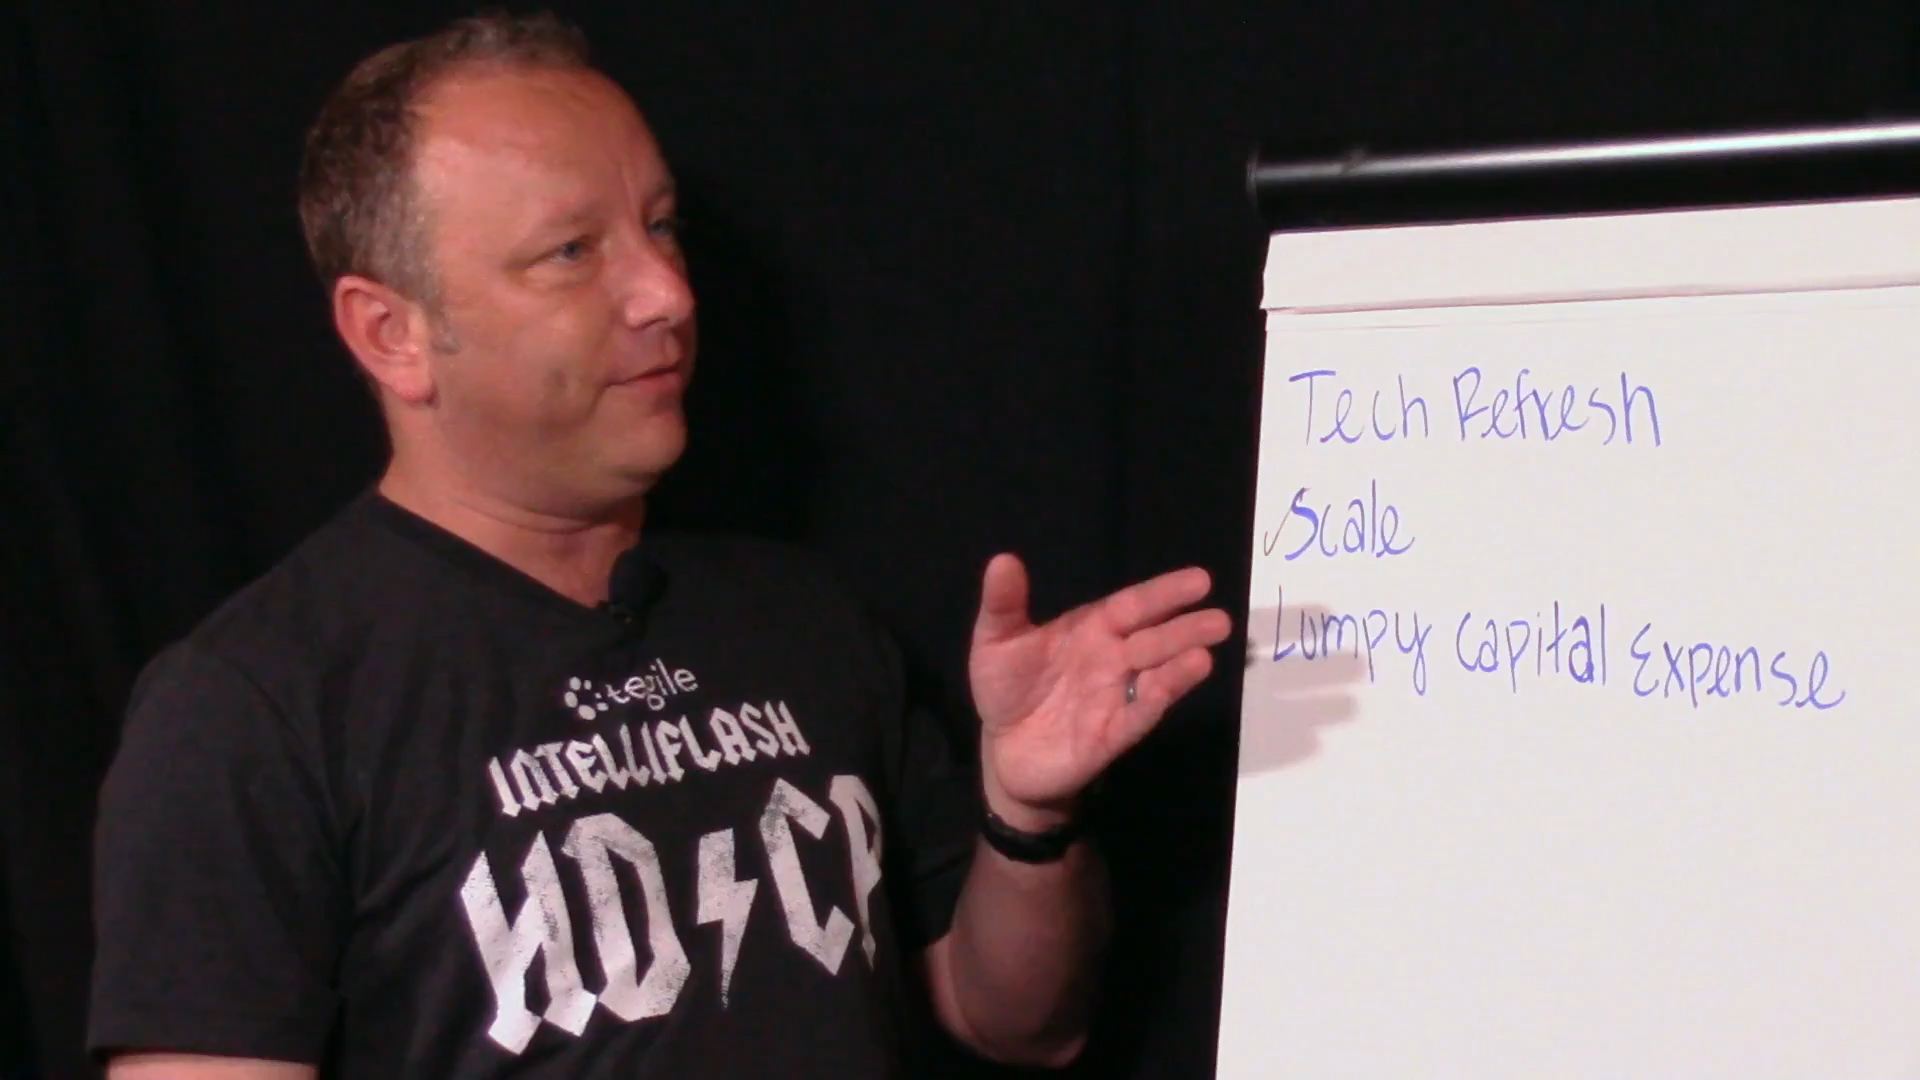 tegile
INTELLIFLASH
HD⚡CP
Tech Refresh
Scale
Lumpy Capital Expense